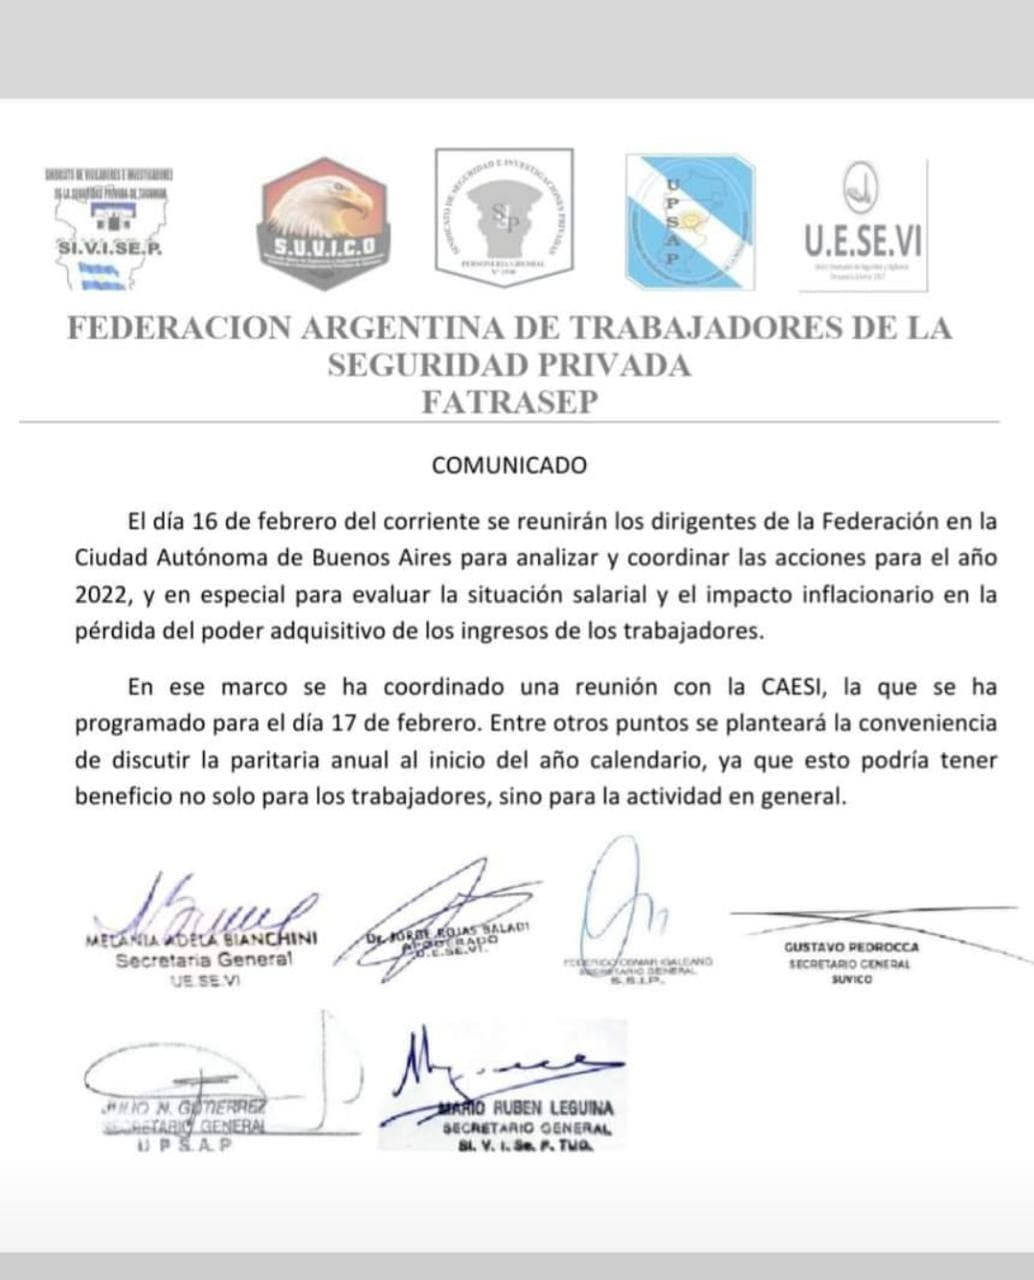 SINDICATO DE VIGILADORES E INVESTIGADORES
DE LA SEGURIDAD PRIVADA DE TUCUMAN
SI.V.I.SE.P.
S.U.V.I.C.O
SINDICATO DE SEGURIDAD E INVESTIGACIONES PRIVADAS
SIP
PERSONERIA GREMIAL
UPSAP
U.E.SE.VI
FEDERACION ARGENTINA DE TRABAJADORES DE LA
SEGURIDAD PRIVADA
FATRASEP
COMUNICADO
El día 16 de febrero del corriente se reunirán los dirigentes de la Federación en la
Ciudad Autónoma de Buenos Aires para analizar y coordinar las acciones para el año
2022, y en especial para evaluar la situación salarial y el impacto inflacionario en la
pérdida del poder adquisitivo de los ingresos de los trabajadores.
En ese marco se ha coordinado una reunión con la CAESI, la que se ha
programado para el día 17 de febrero. Entre otros puntos se planteará la conveniencia
de discutir la paritaria anual al inicio del año calendario, ya que esto podría tener
beneficio no solo para los trabajadores, sino para la actividad en general.
MELANIA ADELA BIANCHINI
Secretaria General
UE.SE.VI
Dr. JORGE ROJAS BALADI
APODERADO
U.E.SE.VI.
GALEANO
SECRETARIO GENERAL
S.S.I.P.
GUSTAVO PEDROCCA
SECRETARIO GENERAL
SUVICO
JULIO N. GUTIERREZ
SECRETARIO GENERAL
U P S.A.P
MARIO RUBEN LEGUINA
SECRETARIO GENERAL
SI. V. I. Se. P. TUC.